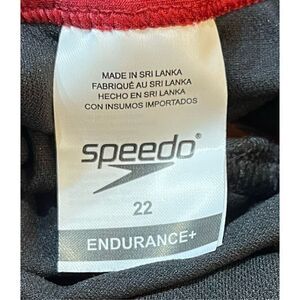 MADE IN SRI LANKA
FABRIQUÉ AU SRI LANKA
HECHO EN SRI LANKA
CON INSUMOS IMPORTADOS
speedo®
22
ENDURANCE+